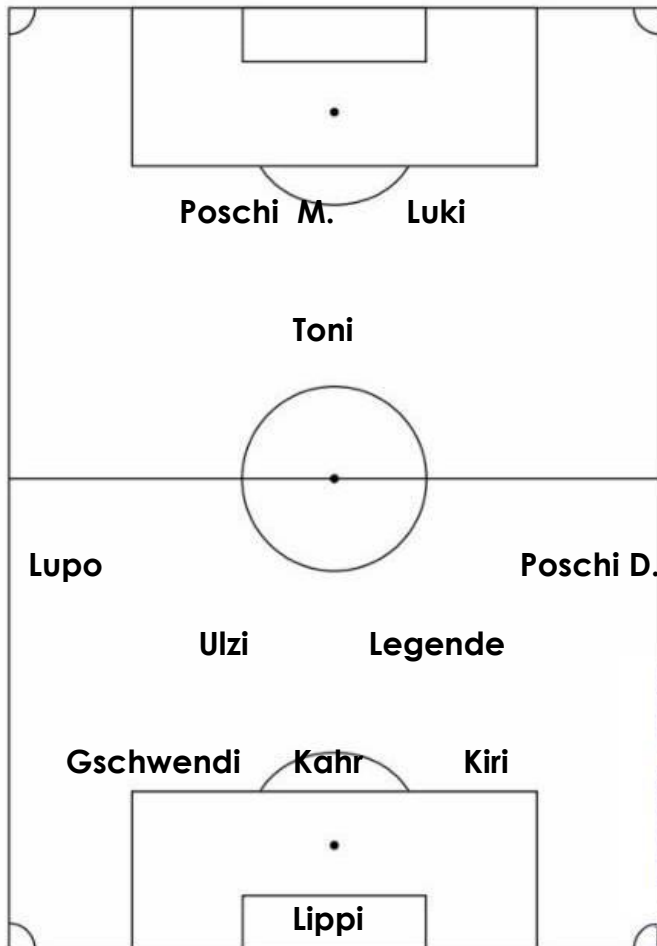 Poschi M. Luki
Toni
Lupo Poschi D.
Ulzi Legende
Gschwendi Kahr Kiri
Lippi